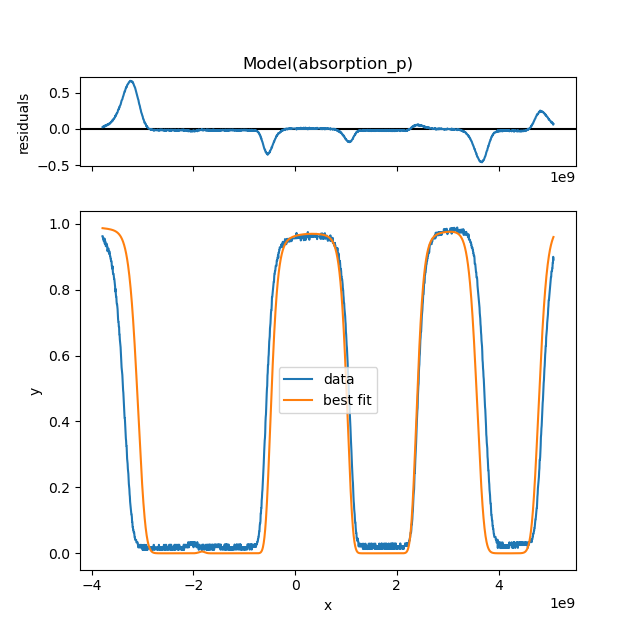 Model(absorption_p)
residuals
0.5
0.0
−0.5
1e9
y
1.0
0.8
0.6
0.4
0.2
0.0
data
best fit
−4
−2
0
2
4
x
1e9